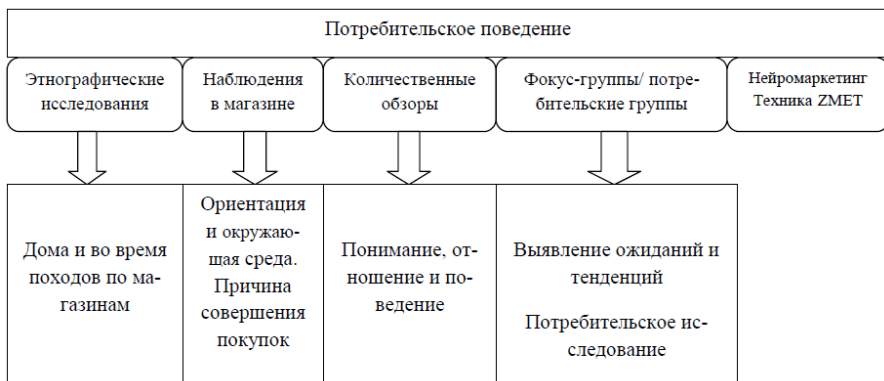 Потребительское поведение
Этнографические
исследования
Наблюдения
в магазине
Количественные
обзоры
Фокус-группы/ потре-
бительские группы
Нейромаркетинг
Техника ZMET
Дома и во время
походов по ма-
газинам
Ориентация
и окружаю-
щая среда.
Причина
совершения
покупок
Понимание, от-
ношение и по-
ведение
Выявление ожиданий и
тенденций
Потребительское ис-
следование